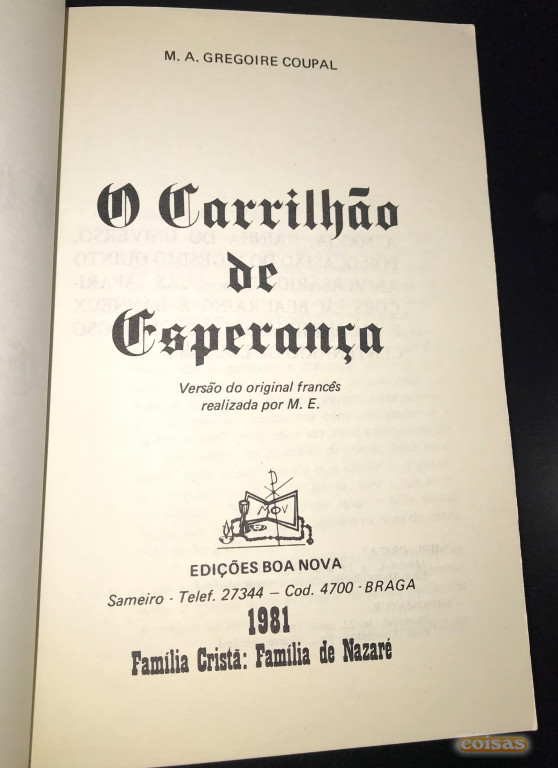 M. A. GREGOIRE COUPAL
O Carrilhão
de
Esperança
Versão do original francês
realizada por M. E.
MOV
EDIÇÕES BOA NOVA
Sameiro - Telef. 27344 — Cod. 4700 - BRAGA
1981
Família Cristã: Família de Nazaré
coisas